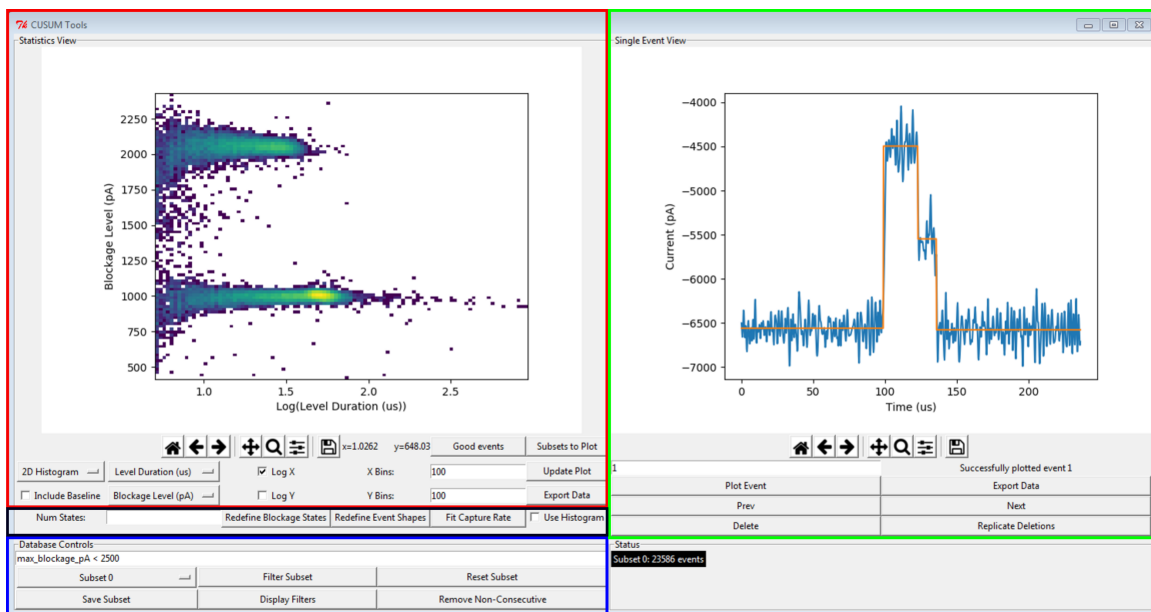 CUSUM Tools
Statistics View
2250
2000
1750
1500
1250
1000
750
500
Blockage Level (pA)
1.0 1.5 2.0 2.5
Log(Level Duration (us))
x=1.0262 y=648.03 Good events Subsets to Plot
2D Histogram Level Duration (us) Log X X Bins: 100 Update Plot
Include Baseline Blockage Level (pA) Log Y Y Bins: 100 Export Data
Num States: Redefine Blockage States Redefine Event Shapes Fit Capture Rate Use Histogram
Database Controls
max_blockage_pA < 2500
Subset 0 Filter Subset Reset Subset
Save Subset Display Filters Remove Non-Consecutive
Single Event View
−4000
−4500
−5000
−5500
−6000
−6500
−7000
Current (pA)
0 50 100 150 200
Time (us)
1 Successfully plotted event 1
Plot Event Export Data
Prev Next
Delete Replicate Deletions
Status
Subset 0: 23586 events